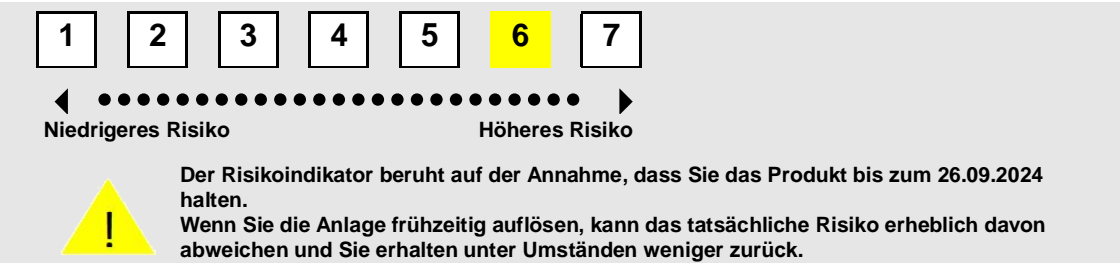 1 2 3 4 5 6 7
Niedrigeres Risiko Höheres Risiko
Der Risikoindikator beruht auf der Annahme, dass Sie das Produkt bis zum 26.09.2024
halten.
Wenn Sie die Anlage frühzeitig auflösen, kann das tatsächliche Risiko erheblich davon
abweichen und Sie erhalten unter Umständen weniger zurück.
!